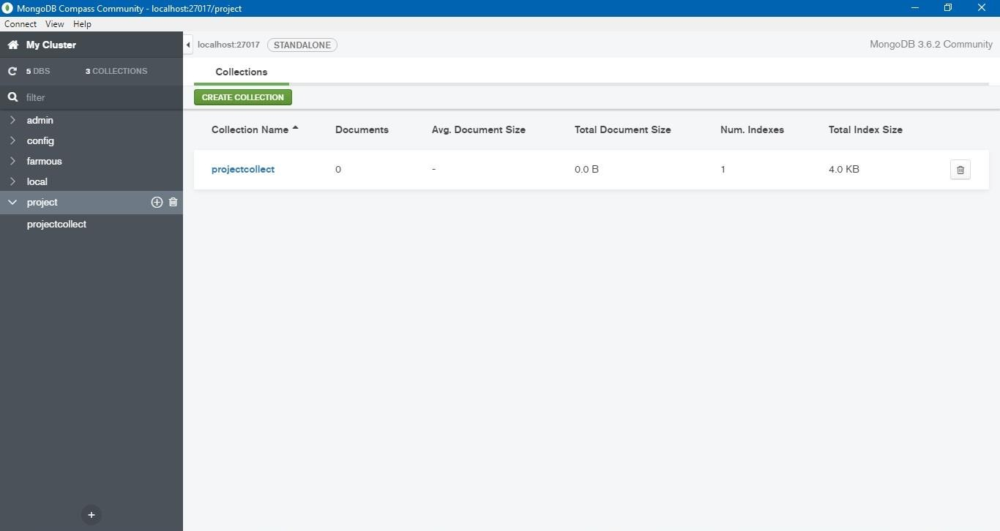 MongoDB Compass Community - localhost:27017/project
Connect View Help
My Cluster
localhost:27017 STANDALONE
MongoDB 3.6.2 Community
5 DBS 3 COLLECTIONS
Collections
filter
CREATE COLLECTION
admin
config
farmous
local
project
projectcollect
Collection Name Documents Avg. Document Size Total Document Size Num. Indexes Total Index Size
projectcollect 0 - 0.0 B 1 4.0 KB